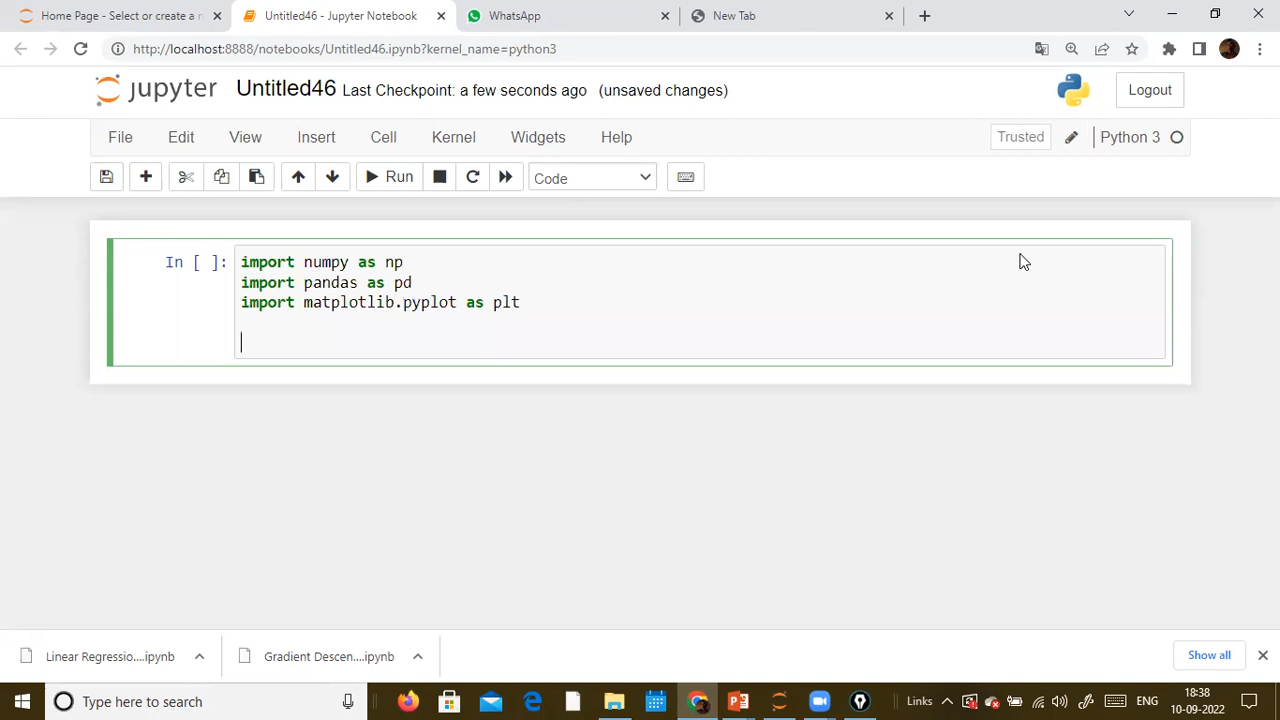 Home Page - Select or create a n
Untitled46 - Jupyter Notebook
WhatsApp
New Tab
http://localhost:8888/notebooks/Untitled46.ipynb?kernel_name=python3
jupyter Untitled46 Last Checkpoint: a few seconds ago (unsaved changes)
Logout
File Edit View Insert Cell Kernel Widgets Help
Trusted
Python 3
Run
Code
In [ ]:
import numpy as np
import pandas as pd
import matplotlib.pyplot as plt
Linear Regressio....ipynb
Gradient Descen....ipynb
Show all
Type here to search
Links
ENG
18:38
10-09-2022